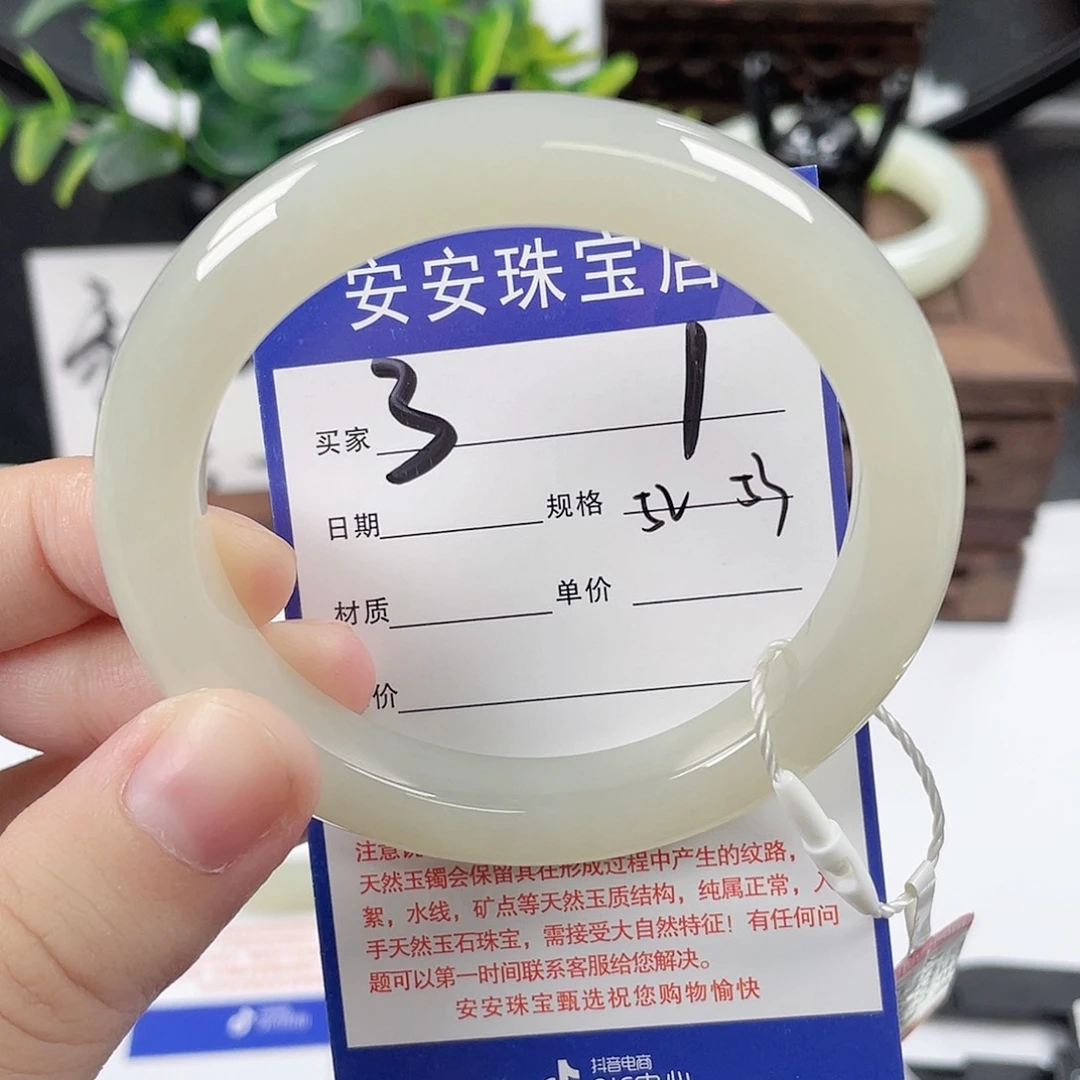 安安珠宝店
买家 3 1
日期 规格 52 53
材质 单价
价
注意
天然玉镯会保留其在形成过程中产生的纹路，
絮，水线，矿点等天然玉质结构，纯属正常，入
手天然玉石珠宝，需接受大自然特征！有任何问
题可以第一时间联系客服给您解决。
安安珠宝甄选祝您购物愉快
抖音电商